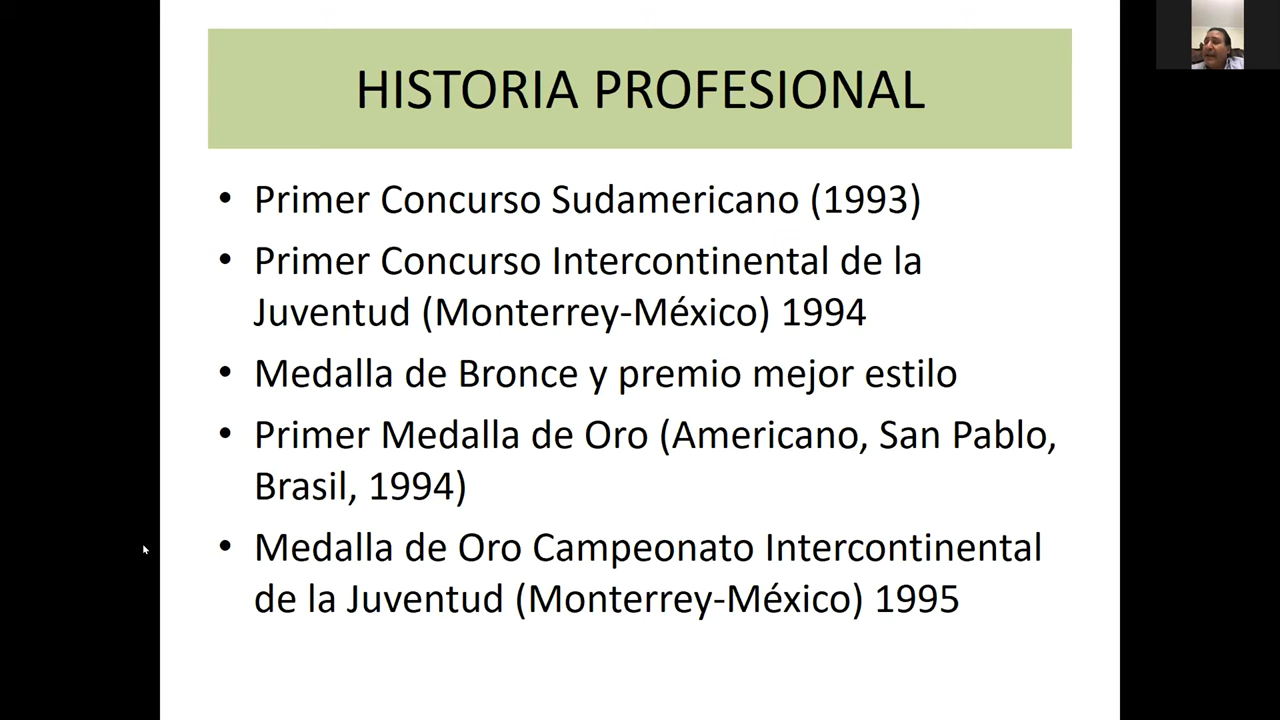 HISTORIA PROFESIONAL
• Primer Concurso Sudamericano (1993)
• Primer Concurso Intercontinental de la
Juventud (Monterrey-México) 1994
• Medalla de Bronce y premio mejor estilo
• Primer Medalla de Oro (Americano, San Pablo,
Brasil, 1994)
• Medalla de Oro Campeonato Intercontinental
de la Juventud (Monterrey-México) 1995